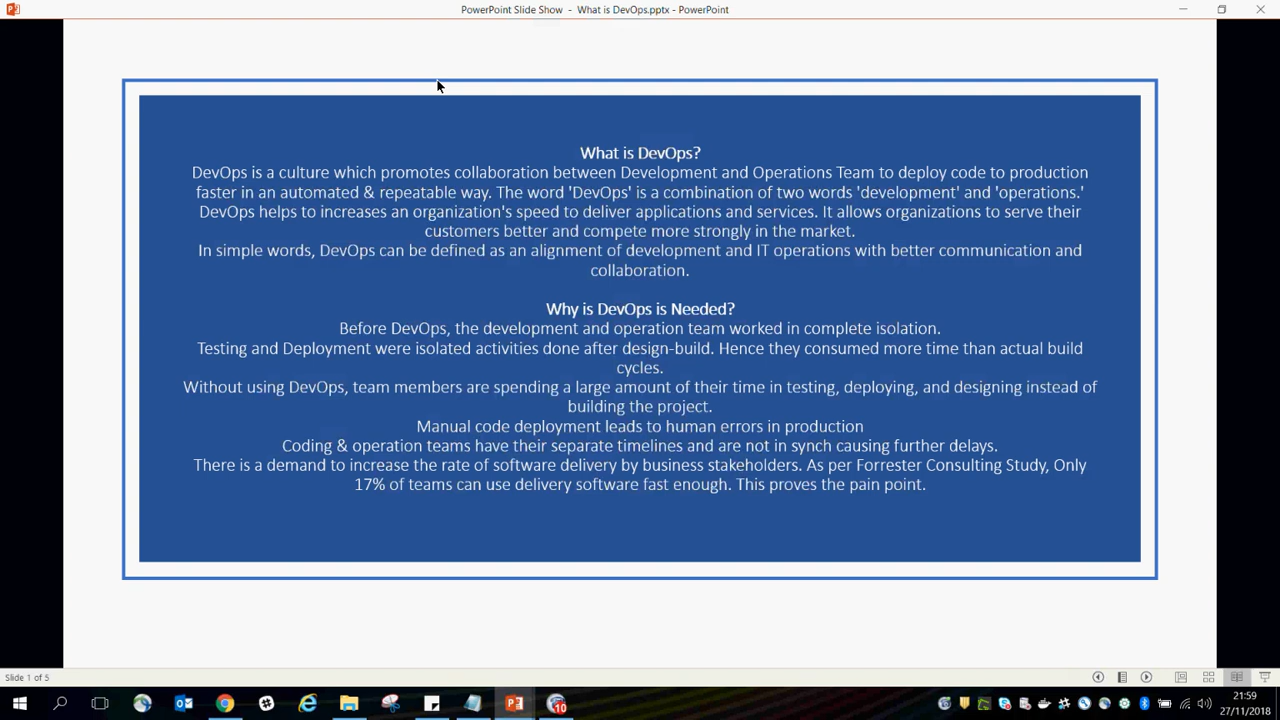 PowerPoint Slide Show - What is DevOps.pptx - PowerPoint
What is DevOps?
DevOps is a culture which promotes collaboration between Development and Operations Team to deploy code to production
faster in an automated & repeatable way. The word 'DevOps' is a combination of two words 'development' and 'operations.'
DevOps helps to increases an organization's speed to deliver applications and services. It allows organizations to serve their
customers better and compete more strongly in the market.
In simple words, DevOps can be defined as an alignment of development and IT operations with better communication and
collaboration.
Why is DevOps is Needed?
Before DevOps, the development and operation team worked in complete isolation.
Testing and Deployment were isolated activities done after design-build. Hence they consumed more time than actual build
cycles.
Without using DevOps, team members are spending a large amount of their time in testing, deploying, and designing instead of
building the project.
Manual code deployment leads to human errors in production
Coding & operation teams have their separate timelines and are not in synch causing further delays.
There is a demand to increase the rate of software delivery by business stakeholders. As per Forrester Consulting Study, Only
17% of teams can use delivery software fast enough. This proves the pain point.
Slide 1 of 5
10
21:59
27/11/2018